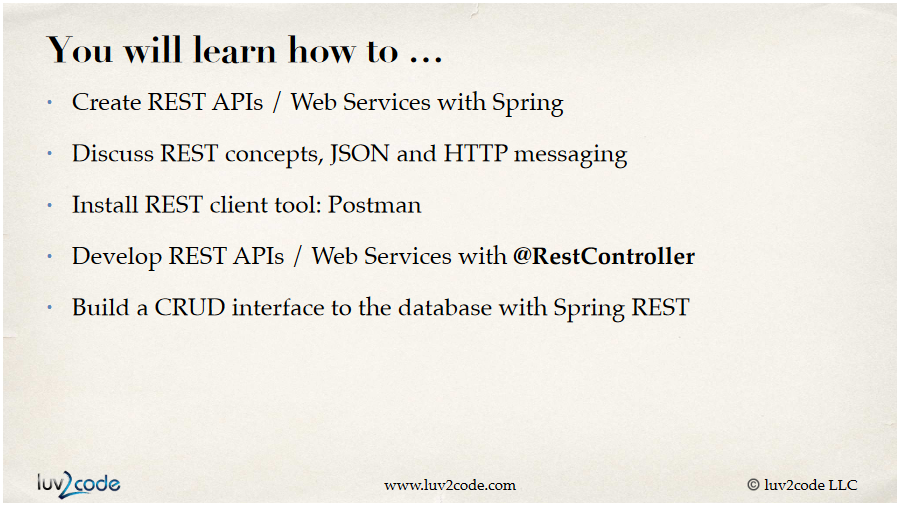 You will learn how to …
• Create REST APIs / Web Services with Spring
• Discuss REST concepts, JSON and HTTP messaging
• Install REST client tool: Postman
• Develop REST APIs / Web Services with @RestController
• Build a CRUD interface to the database with Spring REST
luv2code
www.luv2code.com
© luv2code LLC